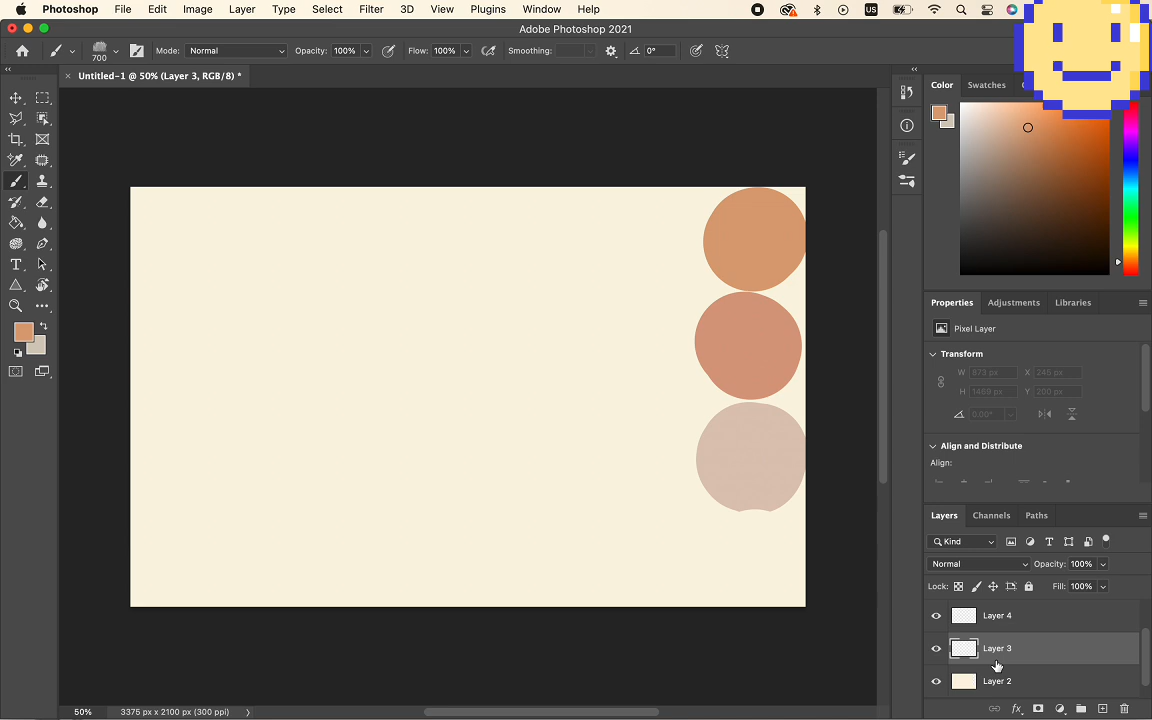 Photoshop File Edit Image Layer Type Select Filter 3D View Plugins Window Help US
Adobe Photoshop 2021
700 Mode: Normal Opacity: 100% Flow: 100% Smoothing: 0°
Untitled-1 @ 50% (Layer 3, RGB/8) *
Color Swatches
Properties Adjustments Libraries
Pixel Layer
Transform
W 873 px X 245 px
H 1469 px Y 200 px
0.00°
Align and Distribute
Align:
Layers Channels Paths
Kind
Normal Opacity: 100%
Lock: Fill: 100%
Layer 4
Layer 3
Layer 2
50% 3375 px x 2100 px (300 ppi)
fx